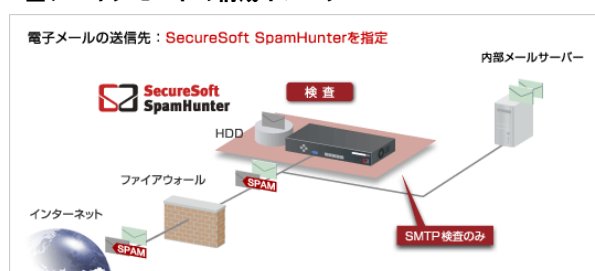 電子メールの送信先：SecureSoft SpamHunterを指定
内部メールサーバー
SecureSoft
SpamHunter
検査
HDD
SPAM
ファイアウォール
インターネット
SPAM
SMTP検査のみ